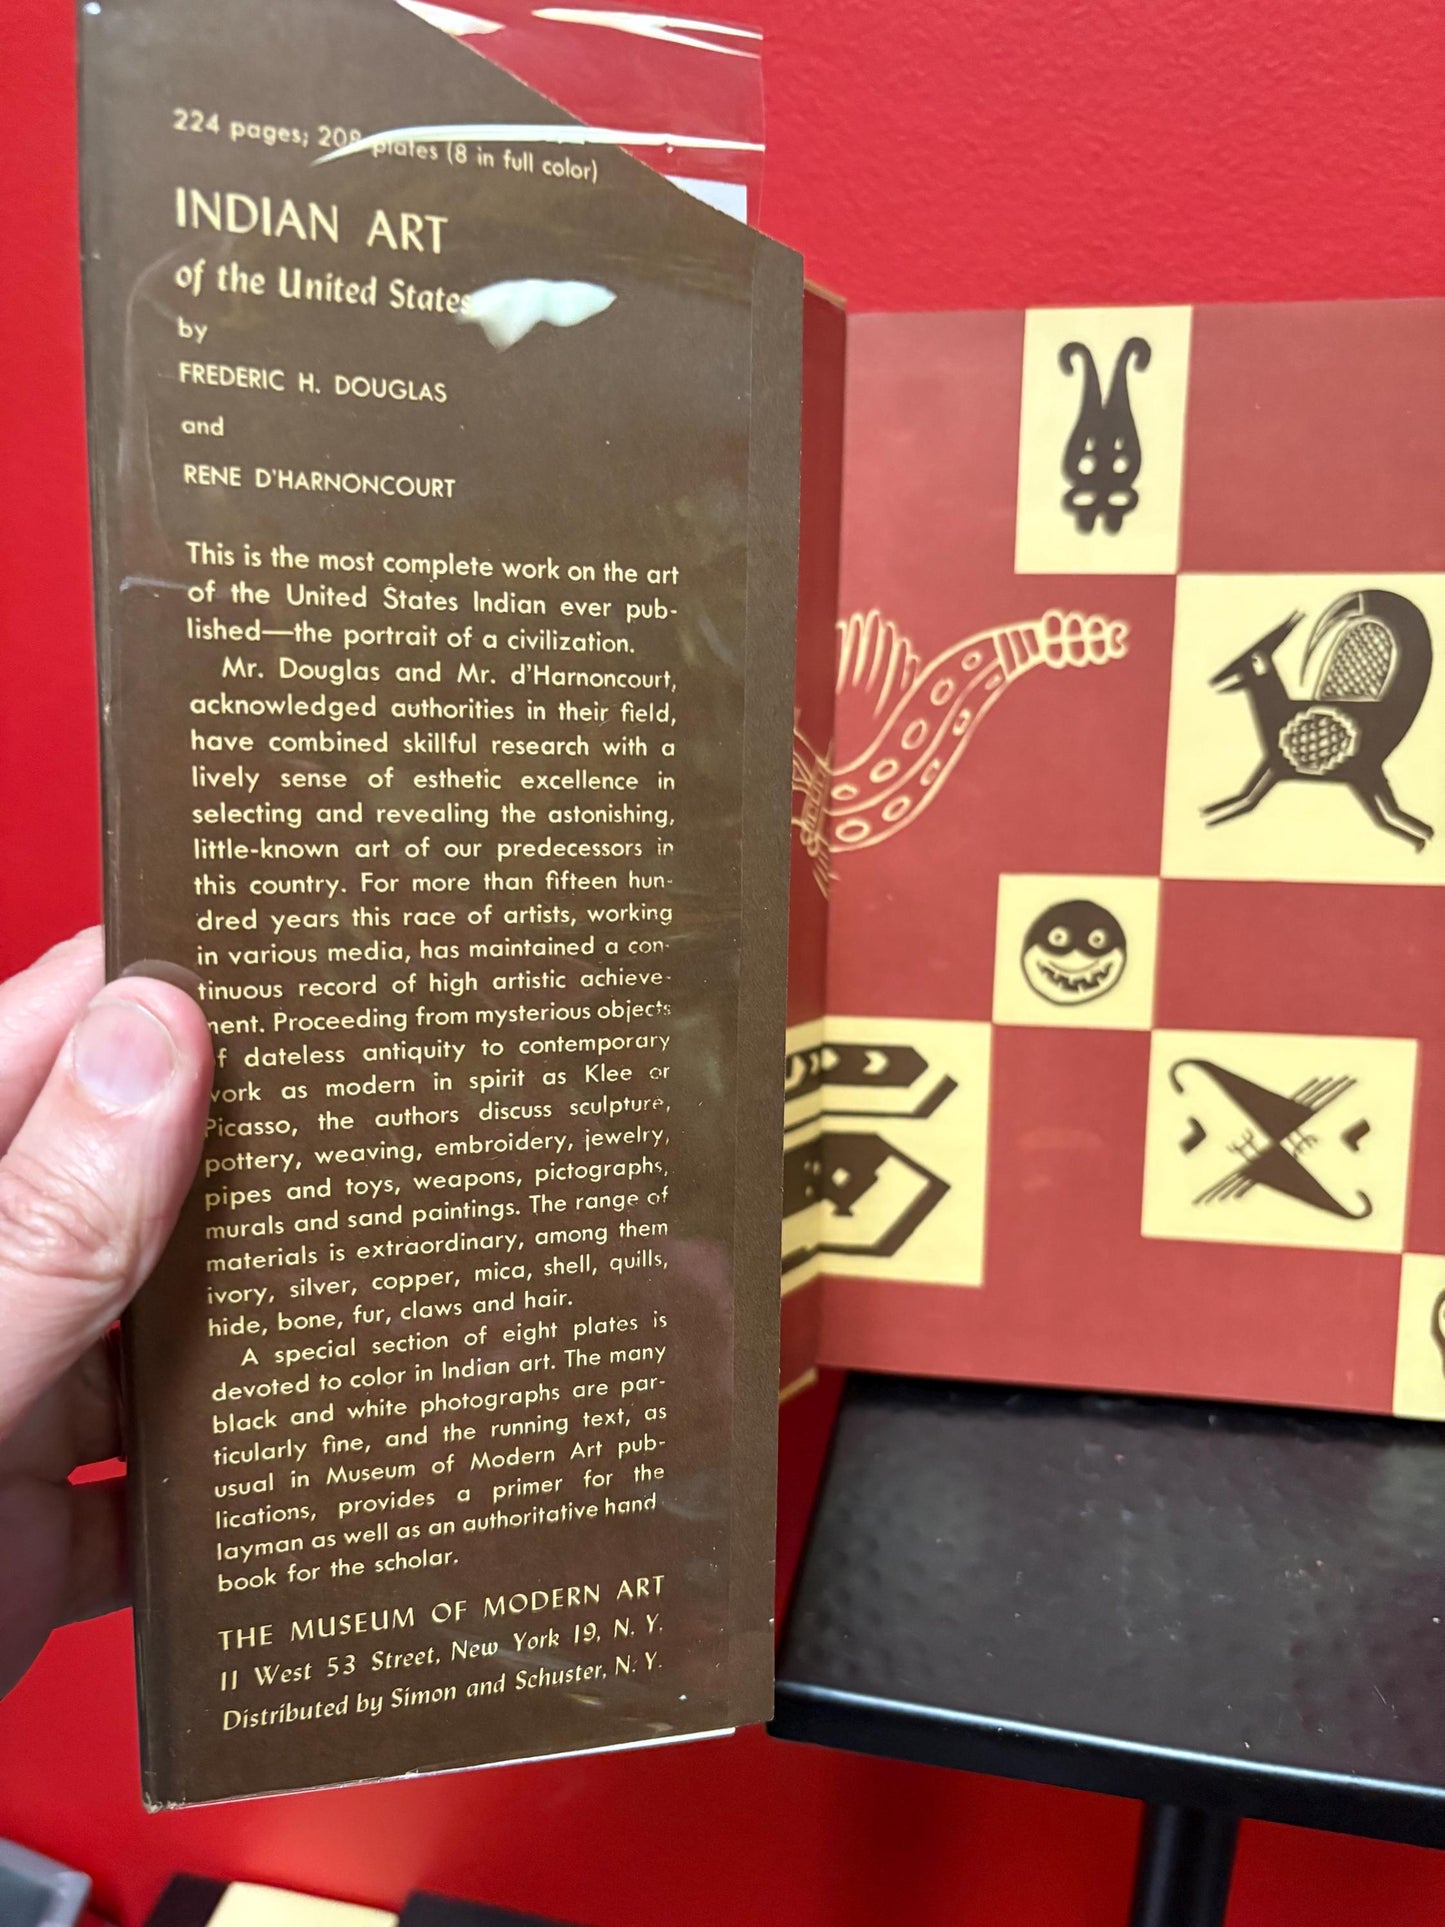 224 pages; 208 plates (8 in full color)
INDIAN ART
of the United States
by
FREDERIC H. DOUGLAS
and
RENE D'HARNONCOURT
This is the most complete work on the art
of the United States Indian ever pub-
lished—the portrait of a civilization.
Mr. Douglas and Mr. d'Harnoncourt,
acknowledged authorities in their field,
have combined skillful research with a
lively sense of esthetic excellence in
selecting and revealing the astonishing,
little-known art of our predecessors in
this country. For more than fifteen hun-
dred years this race of artists, working
in various media, has maintained a con-
tinuous record of high artistic achieve-
ment. Proceeding from mysterious objects
of dateless antiquity to contemporary
work as modern in spirit as Klee or
Picasso, the authors discuss sculpture,
pottery, weaving, embroidery, jewelry,
pipes and toys, weapons, pictographs,
murals and sand paintings. The range of
materials is extraordinary, among them
ivory, silver, copper, mica, shell, quills,
hide, bone, fur, claws and hair.
A special section of eight plates is
devoted to color in Indian art. The many
black and white photographs are par-
ticularly fine, and the running text, as
usual in Museum of Modern Art pub-
lications, provides a primer for the
layman as well as an authoritative hand
book for the scholar.
THE MUSEUM OF MODERN ART
11 West 53 Street, New York 19, N. Y.
Distributed by Simon and Schuster, N. Y.